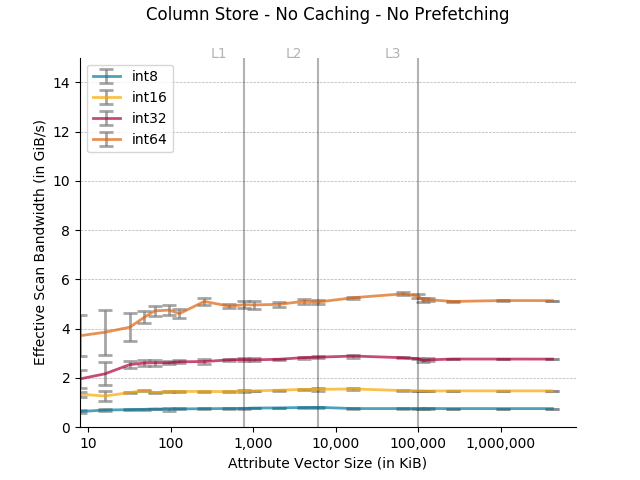 Column Store - No Caching - No Prefetching
L1 L2 L3
int8
int16
int32
int64
14
12
10
8
6
4
2
0
Effective Scan Bandwidth (in GiB/s)
10 100 1,000 10,000 100,000 1,000,000
Attribute Vector Size (in KiB)